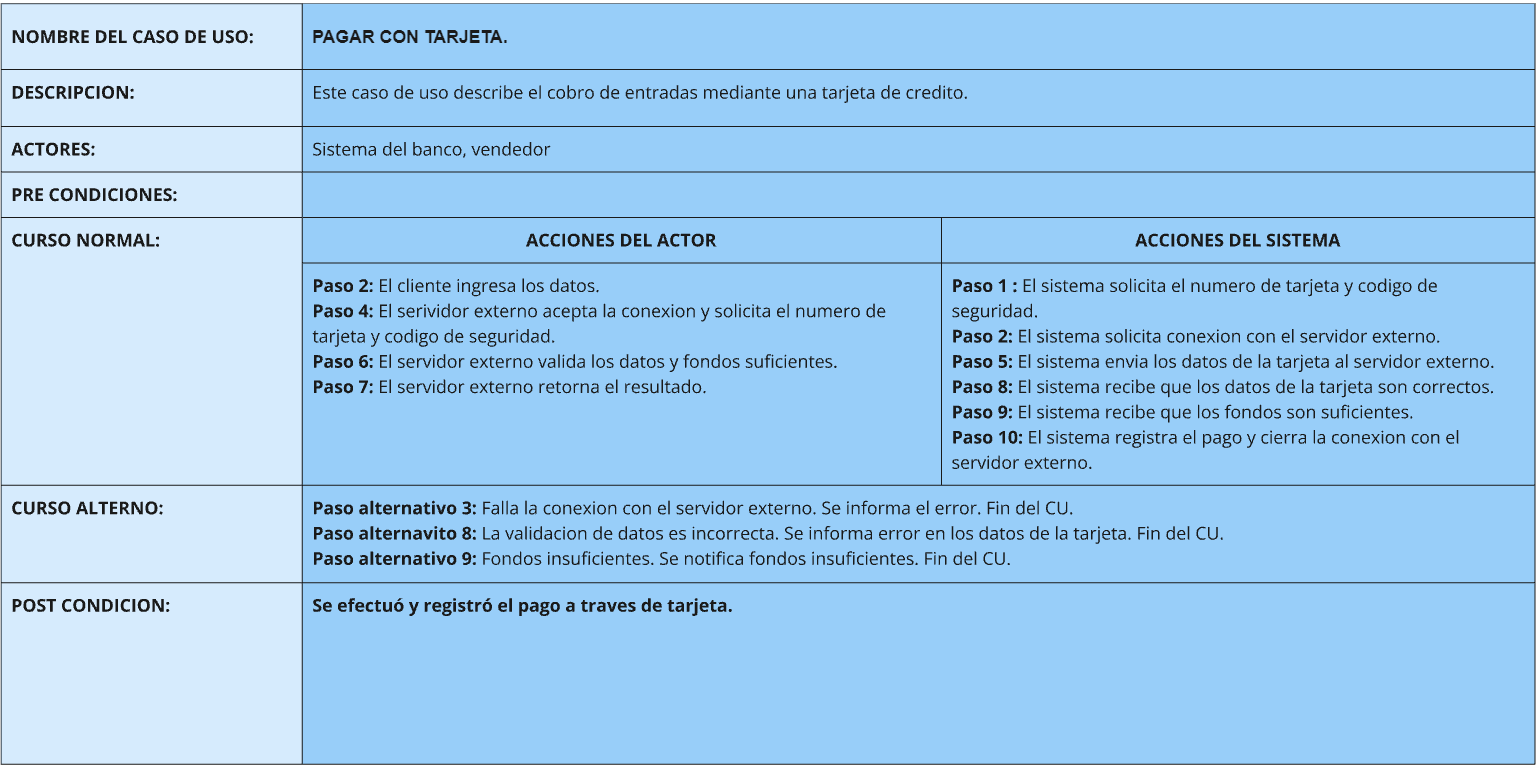 NOMBRE DEL CASO DE USO:
PAGAR CON TARJETA.
DESCRIPCION:
Este caso de uso describe el cobro de entradas mediante una tarjeta de credito.
ACTORES:
Sistema del banco, vendedor
PRE CONDICIONES:
CURSO NORMAL:
ACCIONES DEL ACTOR
ACCIONES DEL SISTEMA
Paso 2: El cliente ingresa los datos.
Paso 4: El serividor externo acepta la conexion y solicita el numero de
tarjeta y codigo de seguridad.
Paso 6: El servidor externo valida los datos y fondos suficientes.
Paso 7: El servidor externo retorna el resultado.
Paso 1 : El sistema solicita el numero de tarjeta y codigo de
seguridad.
Paso 2: El sistema solicita conexion con el servidor externo.
Paso 5: El sistema envia los datos de la tarjeta al servidor externo.
Paso 8: El sistema recibe que los datos de la tarjeta son correctos.
Paso 9: El sistema recibe que los fondos son suficientes.
Paso 10: El sistema registra el pago y cierra la conexion con el
servidor externo.
CURSO ALTERNO:
Paso alternativo 3: Falla la conexion con el servidor externo. Se informa el error. Fin del CU.
Paso alternavito 8: La validacion de datos es incorrecta. Se informa error en los datos de la tarjeta. Fin del CU.
Paso alternativo 9: Fondos insuficientes. Se notifica fondos insuficientes. Fin del CU.
POST CONDICION:
Se efectuó y registró el pago a traves de tarjeta.